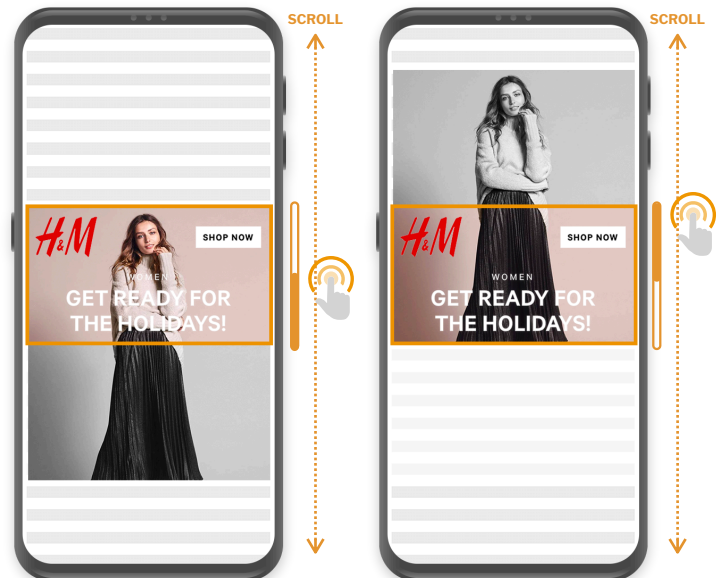 SCROLL
H&M
SHOP NOW
WOMEN
GET READY FOR
THE HOLIDAYS!
SCROLL
H&M
SHOP NOW
WOMEN
GET READY FOR
THE HOLIDAYS!